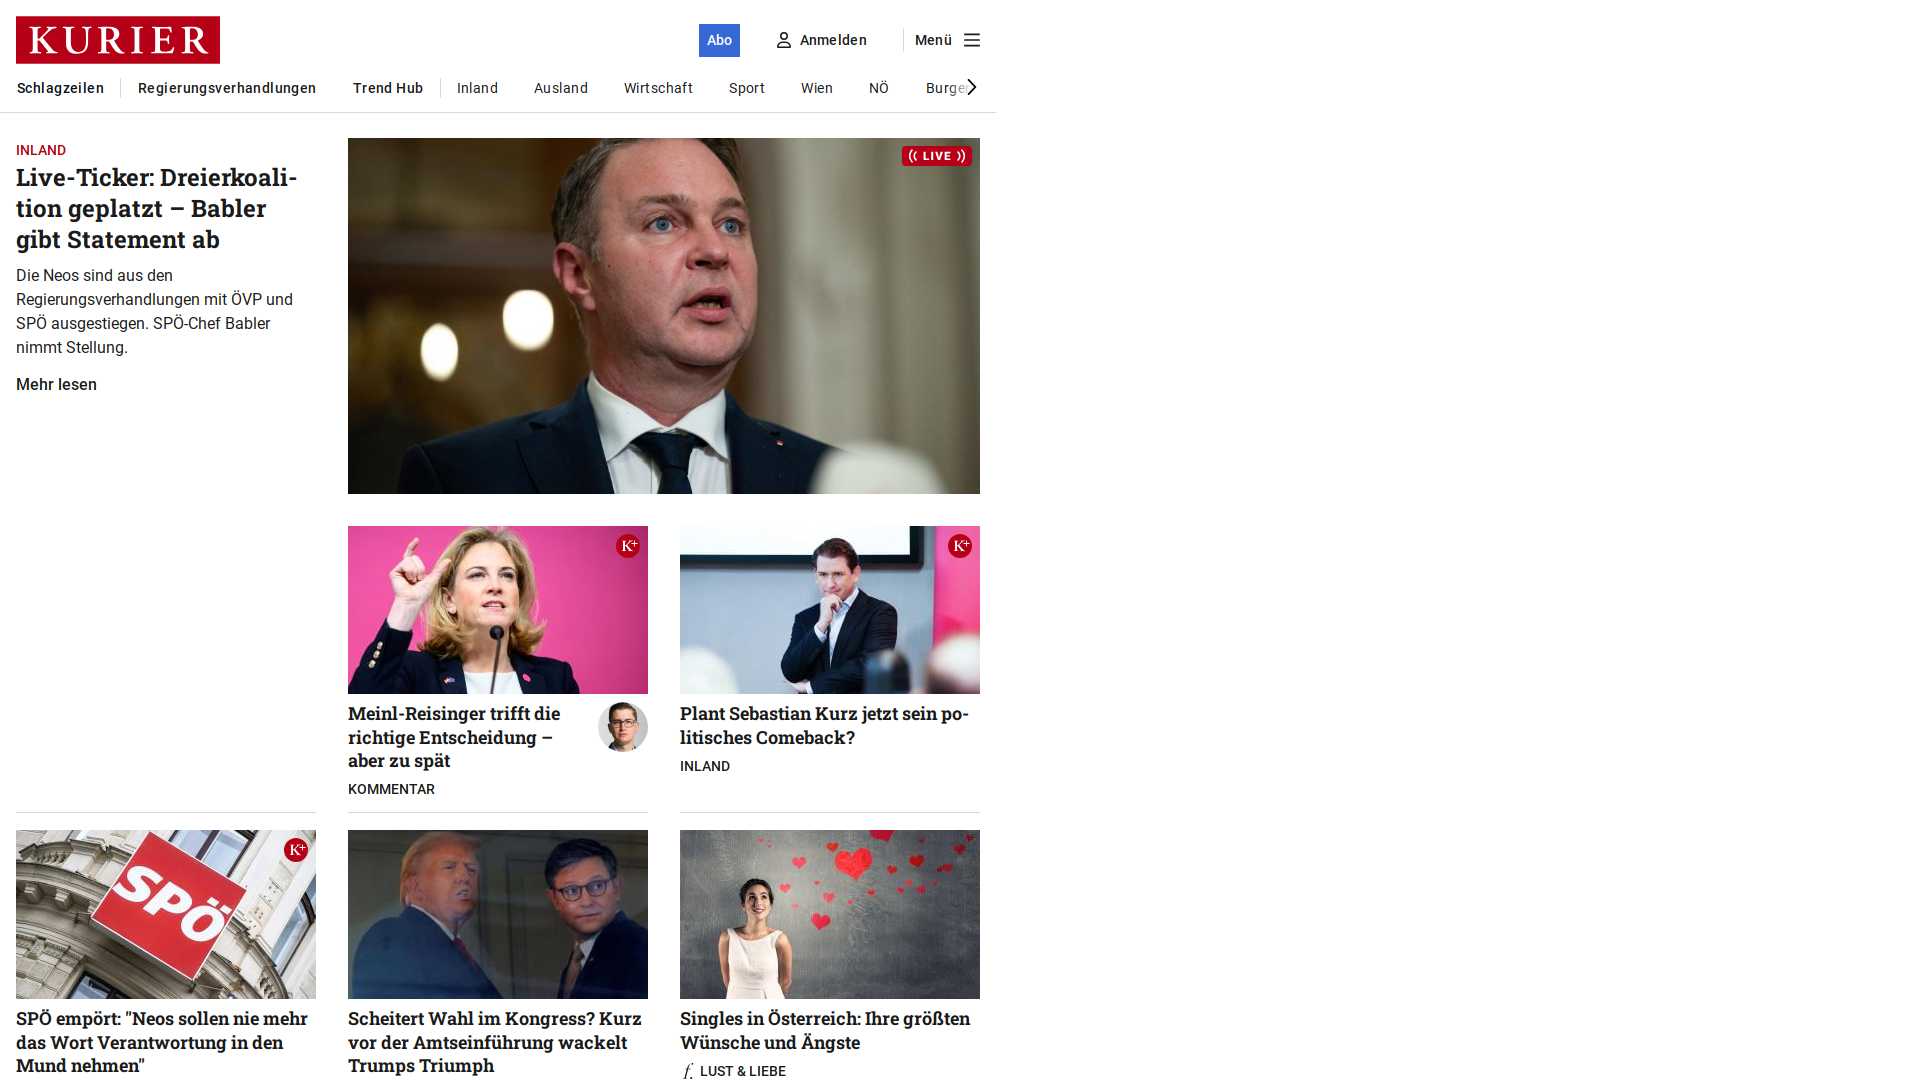 KURIER
Abo
Anmelden
Menü
Schlagzeilen
Regierungsverhandlungen
Trend Hub
Inland
Ausland
Wirtschaft
Sport
Wien
NÖ
INLAND
Live-Ticker: Dreierkoali-
tion geplatzt – Babler
gibt Statement ab
Die Neos sind aus den
Regierungsverhandlungen mit ÖVP und
SPÖ ausgestiegen. SPÖ-Chef Babler
nimmt Stellung.
Mehr lesen
LIVE
K+
Meinl-Reisinger trifft die
richtige Entscheidung –
aber zu spät
KOMMENTAR
K+
Plant Sebastian Kurz jetzt sein po-
litisches Comeback?
INLAND
K+
SPÖ
SPÖ empört: "Neos sollen nie mehr
das Wort Verantwortung in den
Mund nehmen"
Scheitert Wahl im Kongress? Kurz
vor der Amtseinführung wackelt
Trumps Triumph
Singles in Österreich: Ihre größten
Wünsche und Ängste
f. LUST & LIEBE